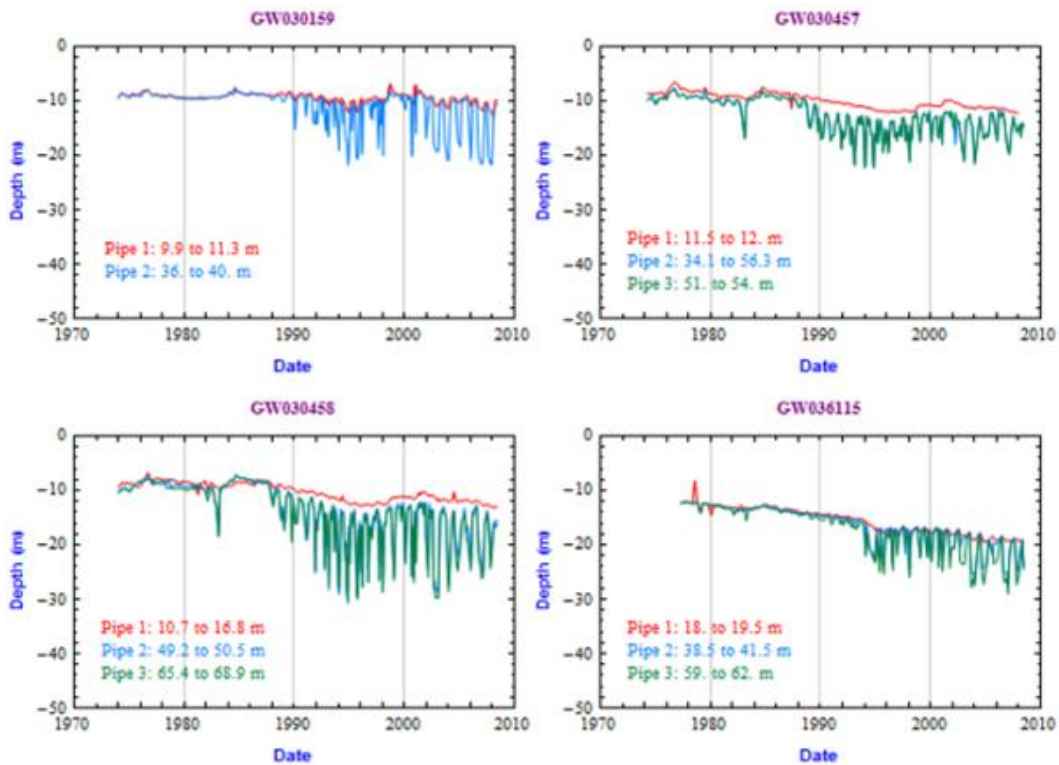 GW030159
0
−10
−20
−30
−40
−50
Depth (m)
Pipe 1: 9.9 to 11.3 m
Pipe 2: 36. to 40. m
1970 1980 1990 2000 2010
Date
GW030457
0
−10
−20
−30
−40
−50
Depth (m)
Pipe 1: 11.5 to 12. m
Pipe 2: 34.1 to 56.3 m
Pipe 3: 51. to 54. m
1970 1980 1990 2000 2010
Date
GW030458
0
−10
−20
−30
−40
−50
Depth (m)
Pipe 1: 10.7 to 16.8 m
Pipe 2: 49.2 to 50.5 m
Pipe 3: 65.4 to 68.9 m
1970 1980 1990 2000 2010
Date
GW036115
0
−10
−20
−30
−40
−50
Depth (m)
Pipe 1: 18. to 19.5 m
Pipe 2: 38.5 to 41.5 m
Pipe 3: 59. to 62. m
1970 1980 1990 2000 2010
Date